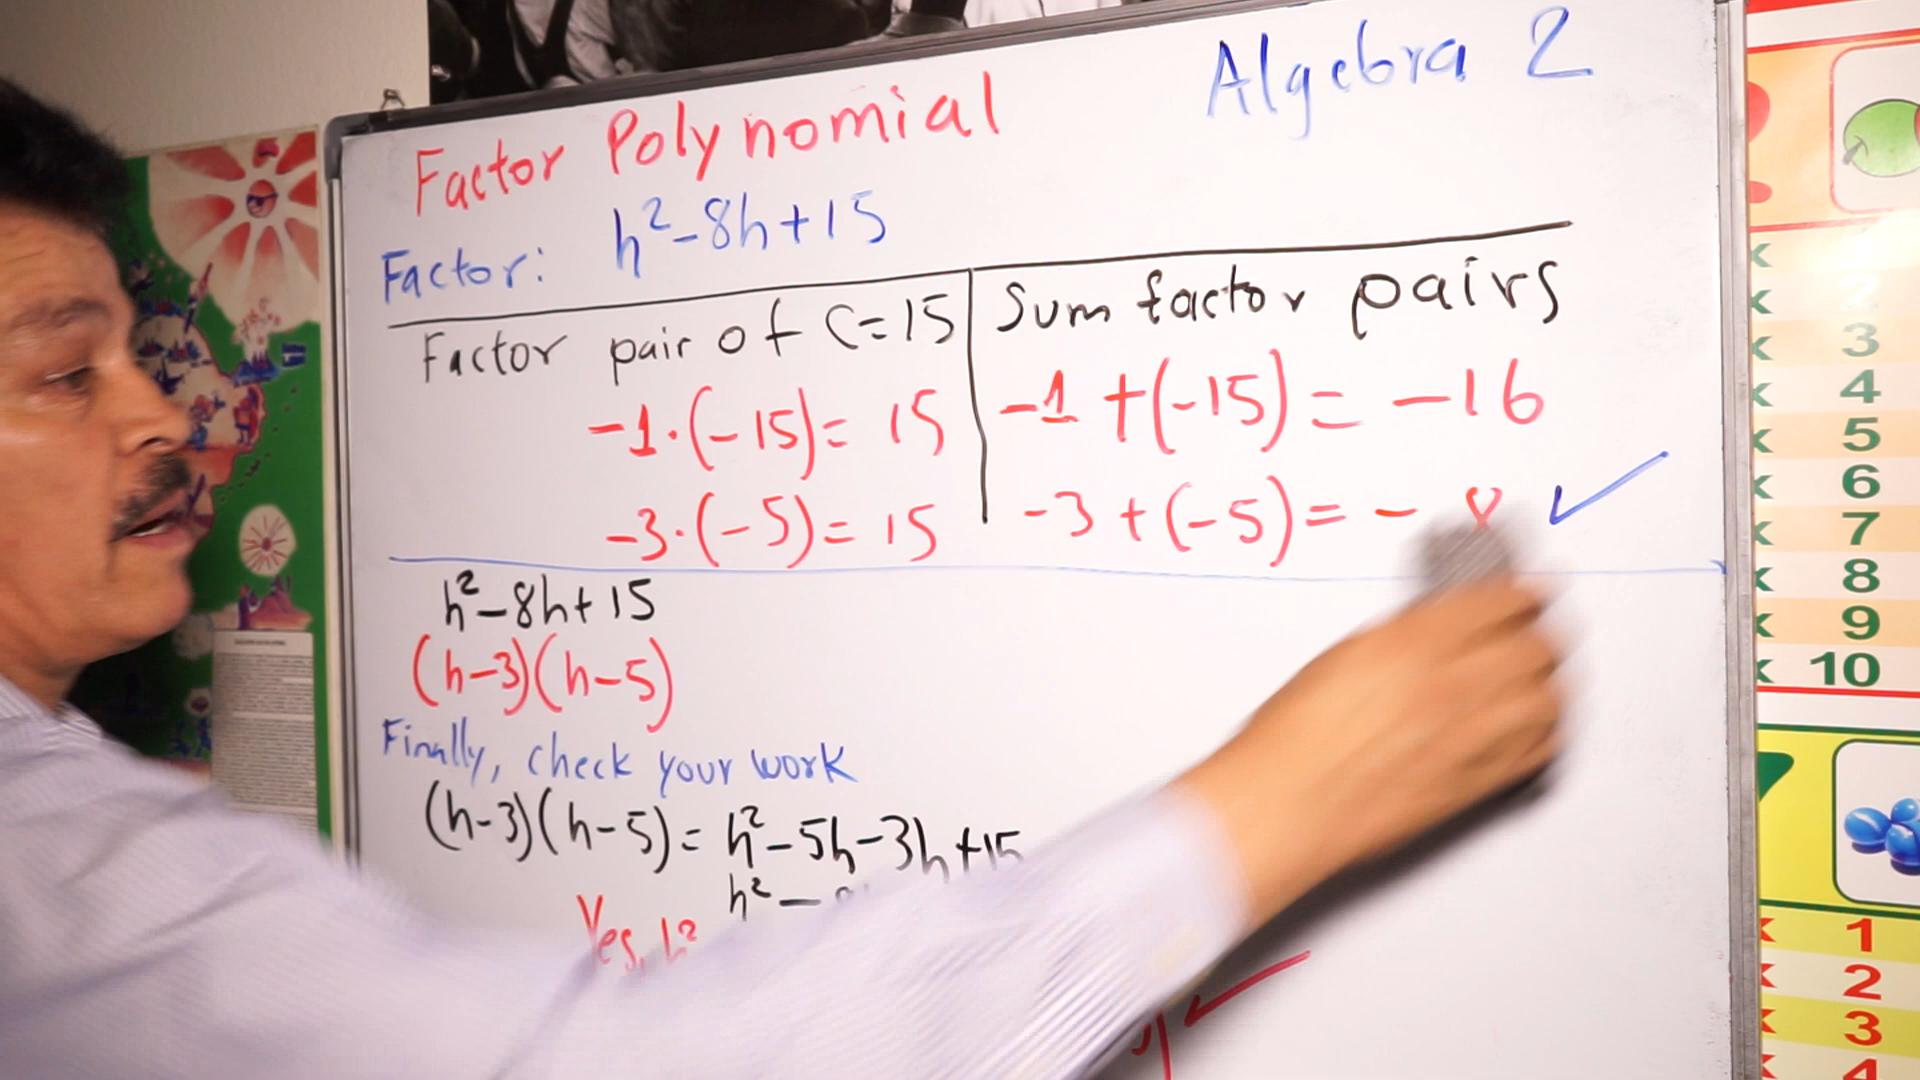 Algebra 2
Factor Polynomial
Factor: h²-8h+15
Factor pair of C=15
Sum factor pairs
-1·(-15)= 15
-1+(-15)= -16
-3·(-5)= 15
-3+(-5)= - 8 ✓
h²-8h+15
(h-3)(h-5)
Finally, check your work
(h-3)(h-5)= h²-5h-3h+15
h² -
Yes, h²
3
4
5
6
7
8
9
10
1
2
3
4